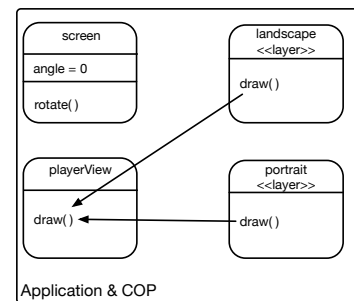 screen
angle = 0
rotate()
landscape
<<layer>>
draw()
playerView
draw()
portrait
<<layer>>
draw()
Application & COP